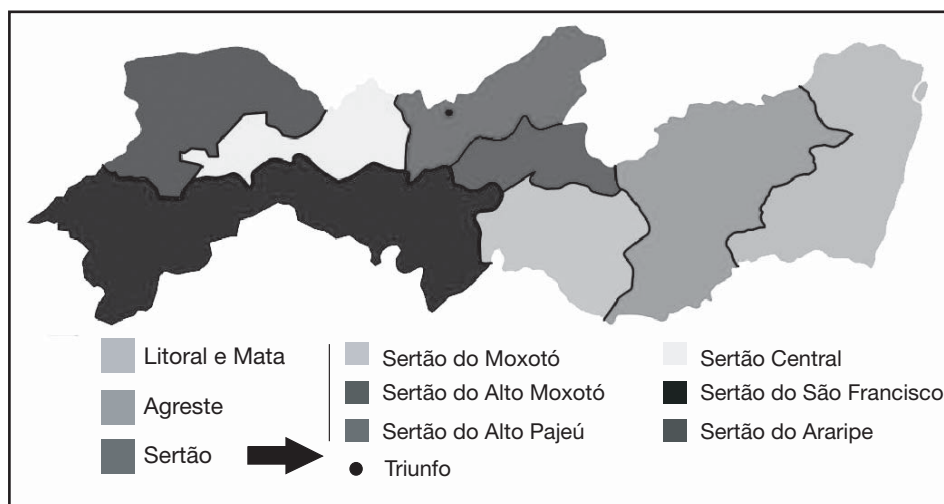 Litoral e Mata
Agreste
Sertão
Sertão do Moxotó
Sertão do Alto Moxotó
Sertão do Alto Pajeú
Triunfo
Sertão Central
Sertão do São Francisco
Sertão do Araripe